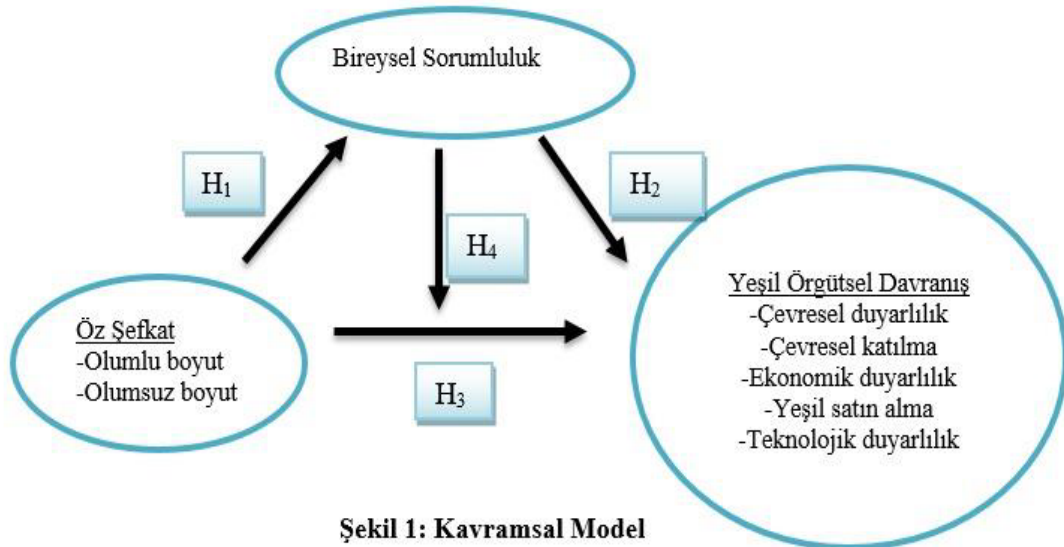 Bireysel Sorumluluk
H₁
H₂
H₄
Öz Şefkat
-Olumlu boyut
-Olumsuz boyut
H₃
Yeşil Örgütsel Davranış
-Çevresel duyarlılık
-Çevresel katılma
-Ekonomik duyarlılık
-Yeşil satın alma
-Teknolojik duyarlılık
Şekil 1: Kavramsal Model